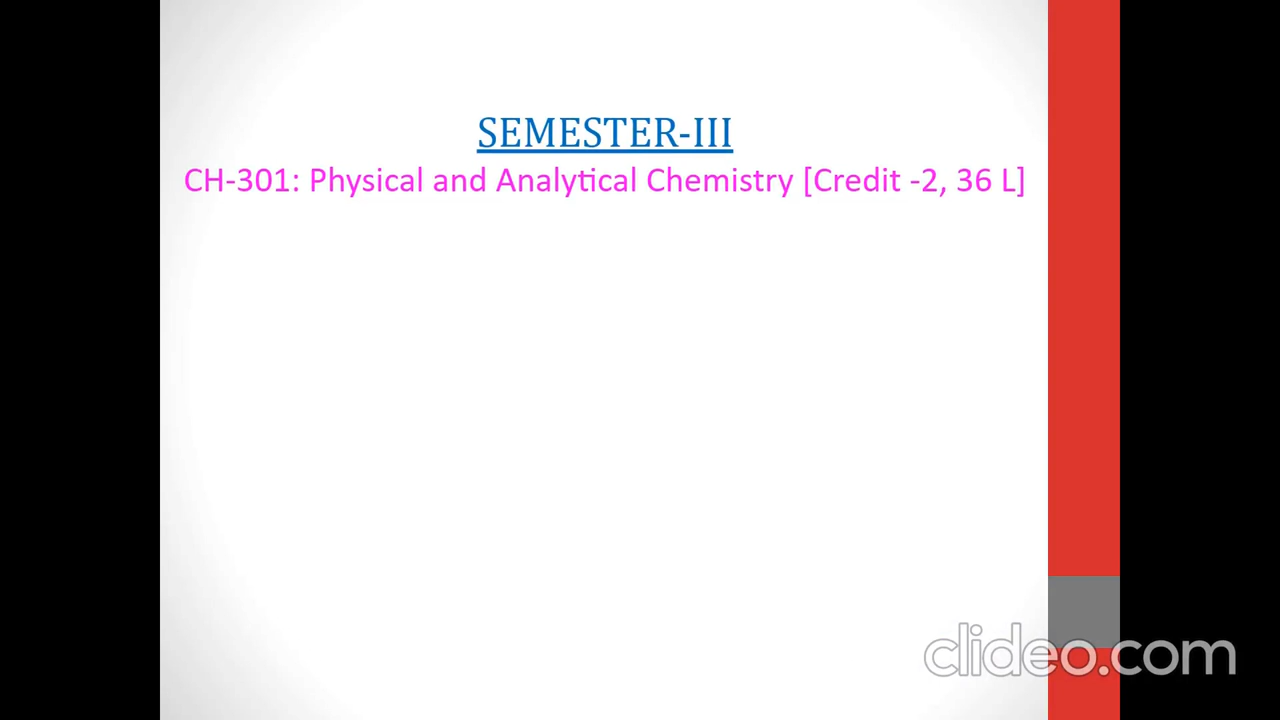 SEMESTER-III
CH-301: Physical and Analytical Chemistry [Credit -2, 36 L]
clideo.com